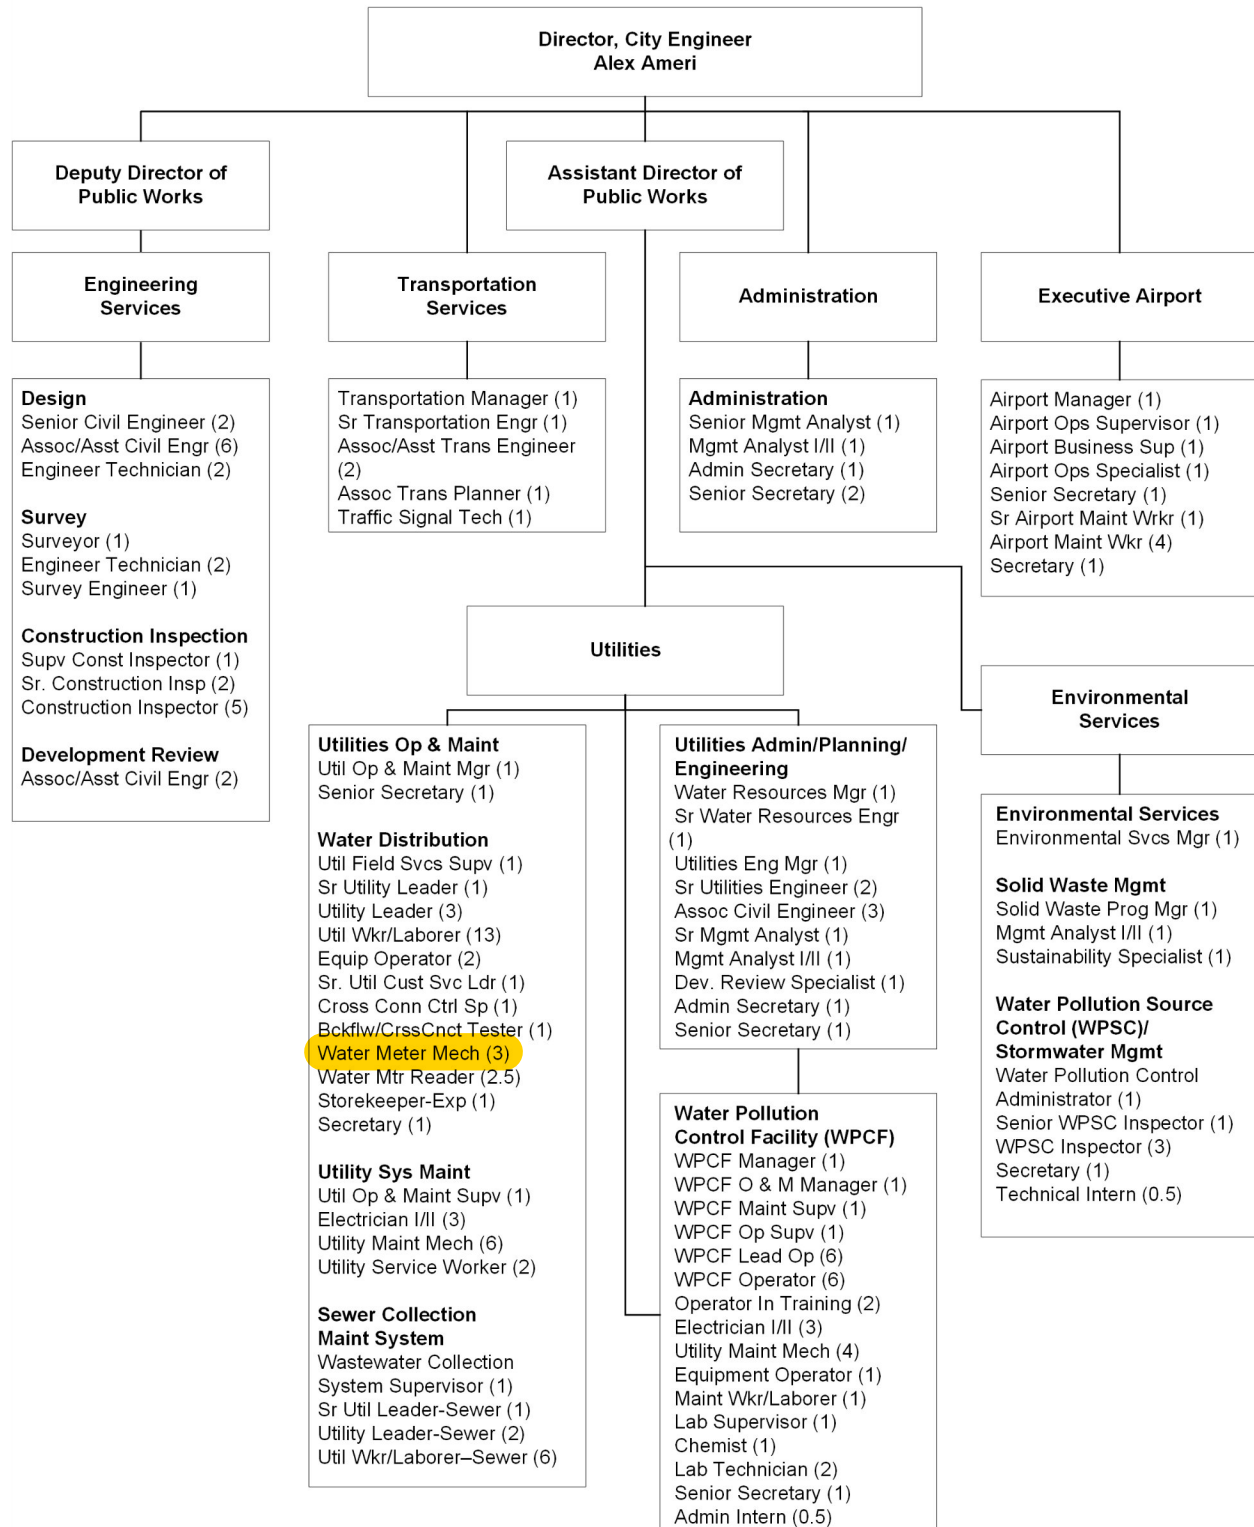 Director, City Engineer
Alex Ameri
Deputy Director of
Public Works
Assistant Director of
Public Works
Engineering
Services
Transportation
Services
Administration
Executive Airport
Design
Senior Civil Engineer (2)
Assoc/Asst Civil Engr (6)
Engineer Technician (2)
Survey
Surveyor (1)
Engineer Technician (2)
Survey Engineer (1)
Construction Inspection
Supv Const Inspector (1)
Sr. Construction Insp (2)
Construction Inspector (5)
Development Review
Assoc/Asst Civil Engr (2)
Transportation Manager (1)
Sr Transportation Engr (1)
Assoc/Asst Trans Engineer
(2)
Assoc Trans Planner (1)
Traffic Signal Tech (1)
Administration
Senior Mgmt Analyst (1)
Mgmt Analyst I/II (1)
Admin Secretary (1)
Senior Secretary (2)
Airport Manager (1)
Airport Ops Supervisor (1)
Airport Business Sup (1)
Airport Ops Specialist (1)
Senior Secretary (1)
Sr Airport Maint Wrkr (1)
Airport Maint Wkr (4)
Secretary (1)
Utilities
Environmental
Services
Utilities Op & Maint
Util Op & Maint Mgr (1)
Senior Secretary (1)
Water Distribution
Util Field Svcs Supv (1)
Sr Utility Leader (1)
Utility Leader (3)
Util Wkr/Laborer (13)
Equip Operator (2)
Sr. Util Cust Svc Ldr (1)
Cross Conn Ctrl Sp (1)
Bckflw/CrssCnct Tester (1)
Water Meter Mech (3)
Water Mtr Reader (2.5)
Storekeeper-Exp (1)
Secretary (1)
Utility Sys Maint
Util Op & Maint Supv (1)
Electrician I/II (3)
Utility Maint Mech (6)
Utility Service Worker (2)
Sewer Collection
Maint System
Wastewater Collection
System Supervisor (1)
Sr Util Leader-Sewer (1)
Utility Leader-Sewer (2)
Util Wkr/Laborer–Sewer (6)
Utilities Admin/Planning/
Engineering
Water Resources Mgr (1)
Sr Water Resources Engr
(1)
Utilities Eng Mgr (1)
Sr Utilities Engineer (2)
Assoc Civil Engineer (3)
Sr Mgmt Analyst (1)
Mgmt Analyst I/II (1)
Dev. Review Specialist (1)
Admin Secretary (1)
Senior Secretary (1)
Water Pollution
Control Facility (WPCF)
WPCF Manager (1)
WPCF O & M Manager (1)
WPCF Maint Supv (1)
WPCF Op Supv (1)
WPCF Lead Op (6)
WPCF Operator (6)
Operator In Training (2)
Electrician I/II (3)
Utility Maint Mech (4)
Equipment Operator (1)
Maint Wkr/Laborer (1)
Lab Supervisor (1)
Chemist (1)
Lab Technician (2)
Senior Secretary (1)
Admin Intern (0.5)
Environmental Services
Environmental Svcs Mgr (1)
Solid Waste Mgmt
Solid Waste Prog Mgr (1)
Mgmt Analyst I/II (1)
Sustainability Specialist (1)
Water Pollution Source
Control (WPSC)/
Stormwater Mgmt
Water Pollution Control
Administrator (1)
Senior WPSC Inspector (1)
WPSC Inspector (3)
Secretary (1)
Technical Intern (0.5)